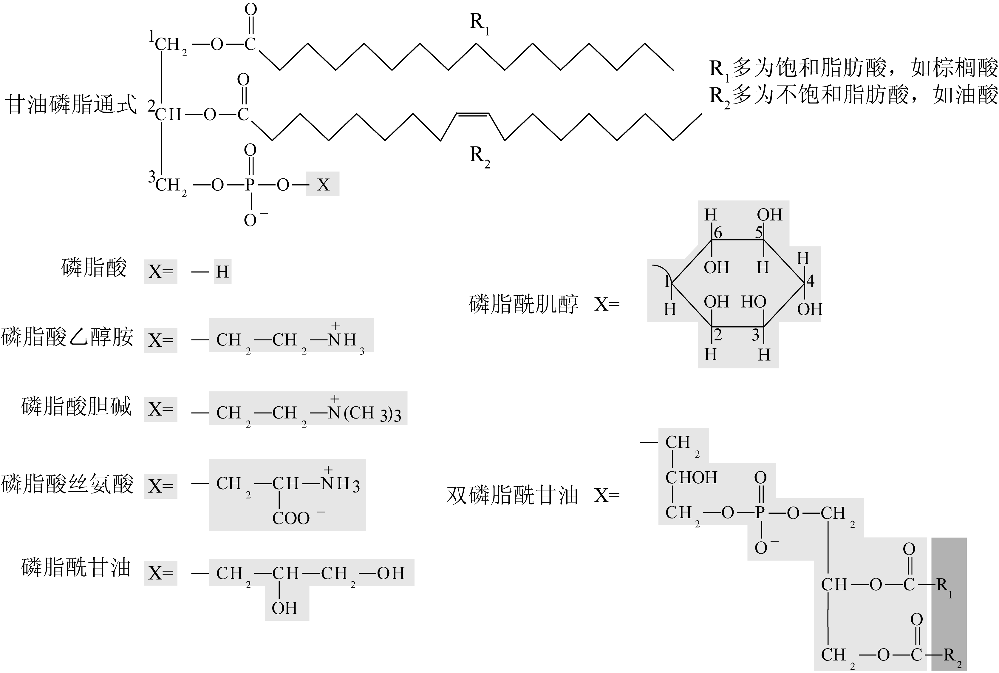 O
R₁
¹CH₂—O—C
R₁多为饱和脂肪酸，如棕榈酸
O
R₂多为不饱和脂肪酸，如油酸
甘油磷脂通式
²CH—O—C
O
R₂
³CH₂—O—P—O—X
O⁻
磷脂酸 X= —H
磷脂酸乙醇胺 X= —CH₂—CH₂—N⁺H₃
磷脂酸胆碱 X= —CH₂—CH₂—N⁺(CH3)3
磷脂酸丝氨酸 X= —CH₂—CH—N⁺H3
COO⁻
磷脂酰甘油 X= —CH₂—CH—CH₂—OH
OH
H OH
6 5
H
OH H
1 4
磷脂酰肌醇 X=
OH HO
H OH
2 3
H H
—CH₂
CHOH O
双磷脂酰甘油 X=
CH₂—O—P—O—CH₂
O⁻
O
CH—O—C—R₁
O
CH₂—O—C—R₂